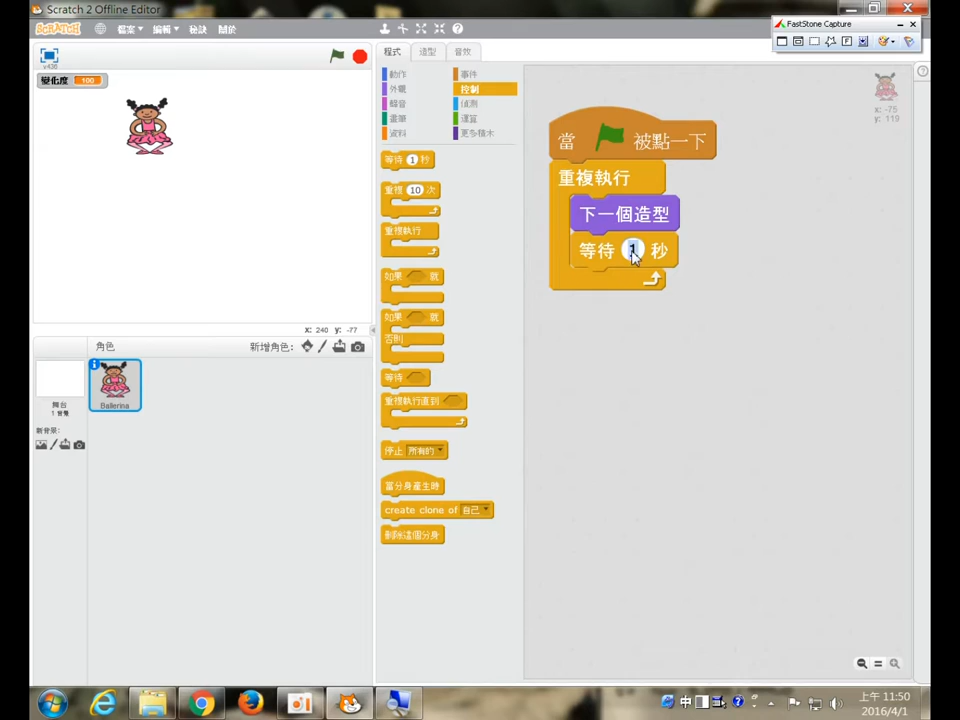 Scratch 2 Offline Editor
FastStone Capture
SCRATCH
檔案 編輯 秘訣 關於
v436
變化度 100
x: 240 y: -77
角色
新增角色:
舞台
1 背景
新背景:
Ballerina
程式 造型 音效
動作 事件
外觀 控制
聲音 偵測
畫筆 運算
資料 更多積木
等待 1 秒
重複 10 次
重複執行
如果 就
如果 就
否則
等待
重複執行直到
停止 所有的
當分身產生時
create clone of 自己
刪除這個分身
當 被點一下
重複執行
下一個造型
等待 1 秒
x: -75
y: 119
中
上午 11:50
2016/4/1